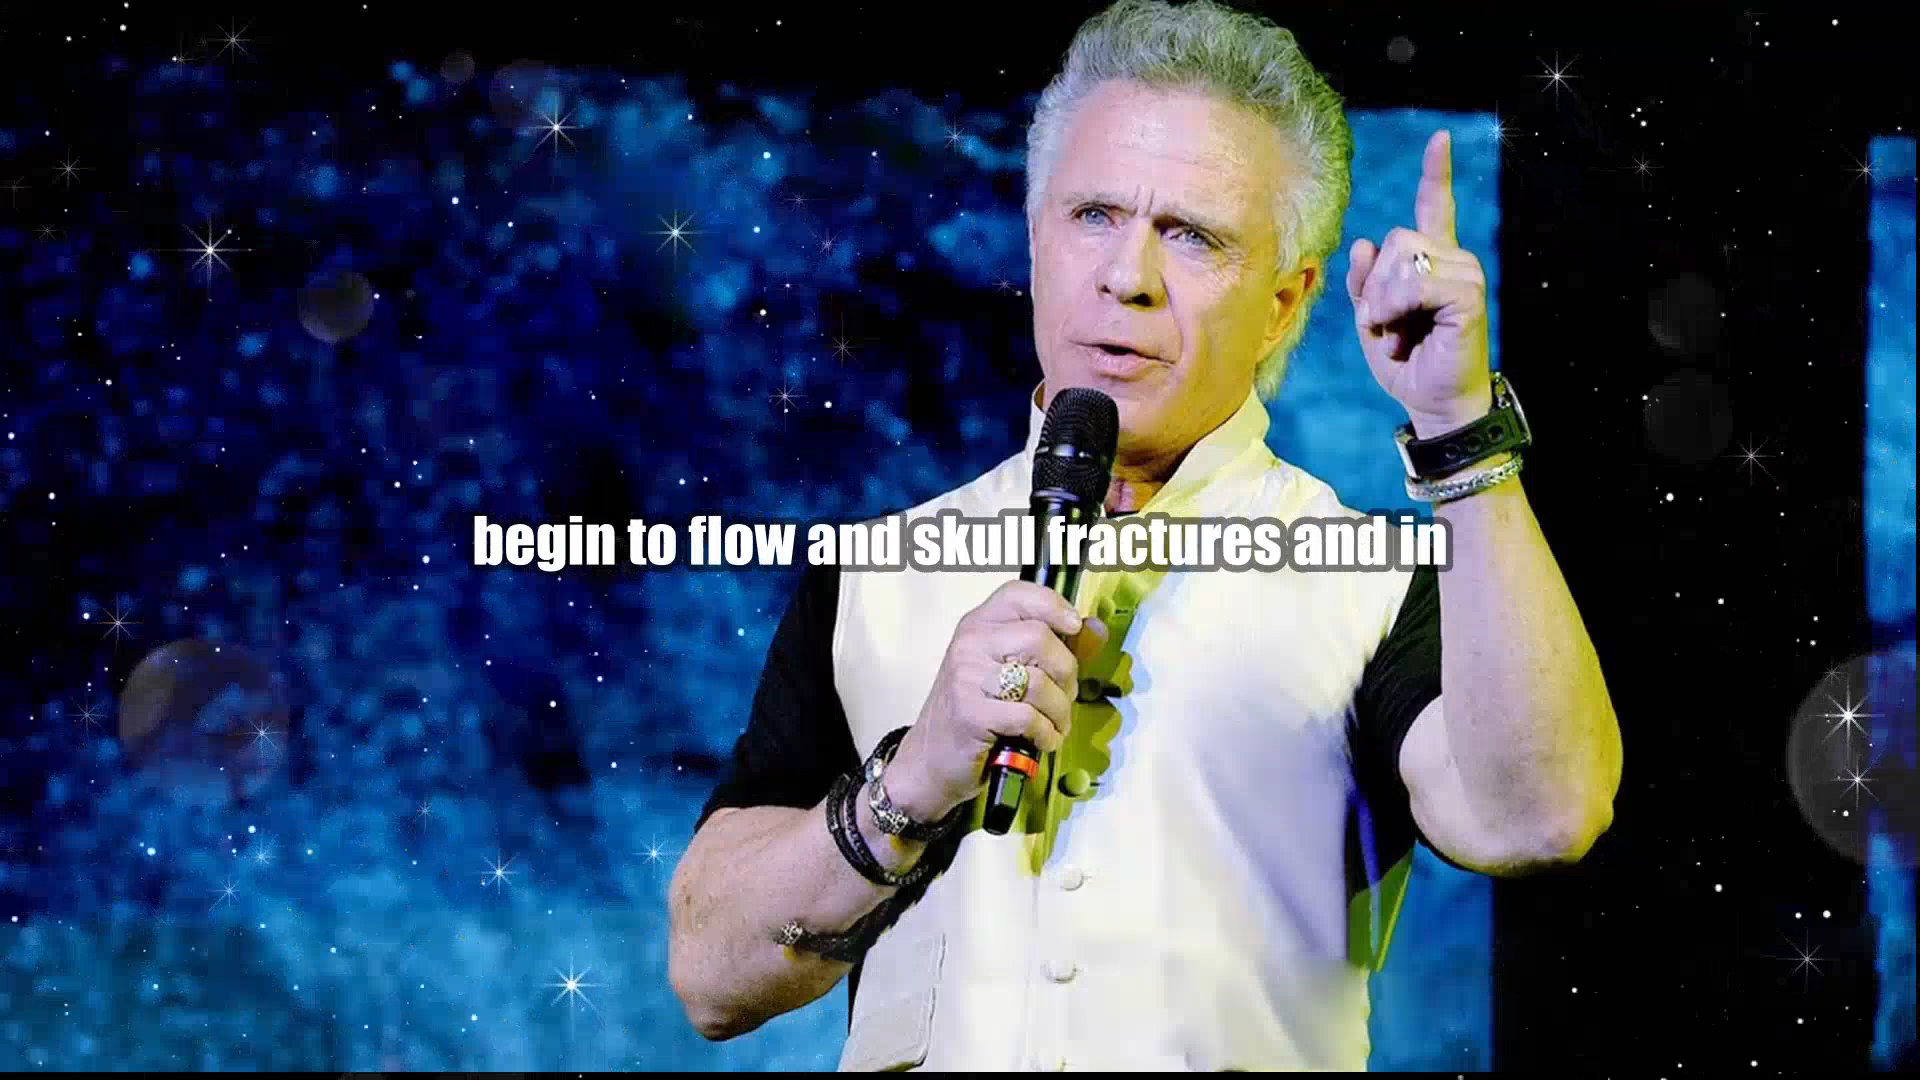 begin to flow and skull fractures and in